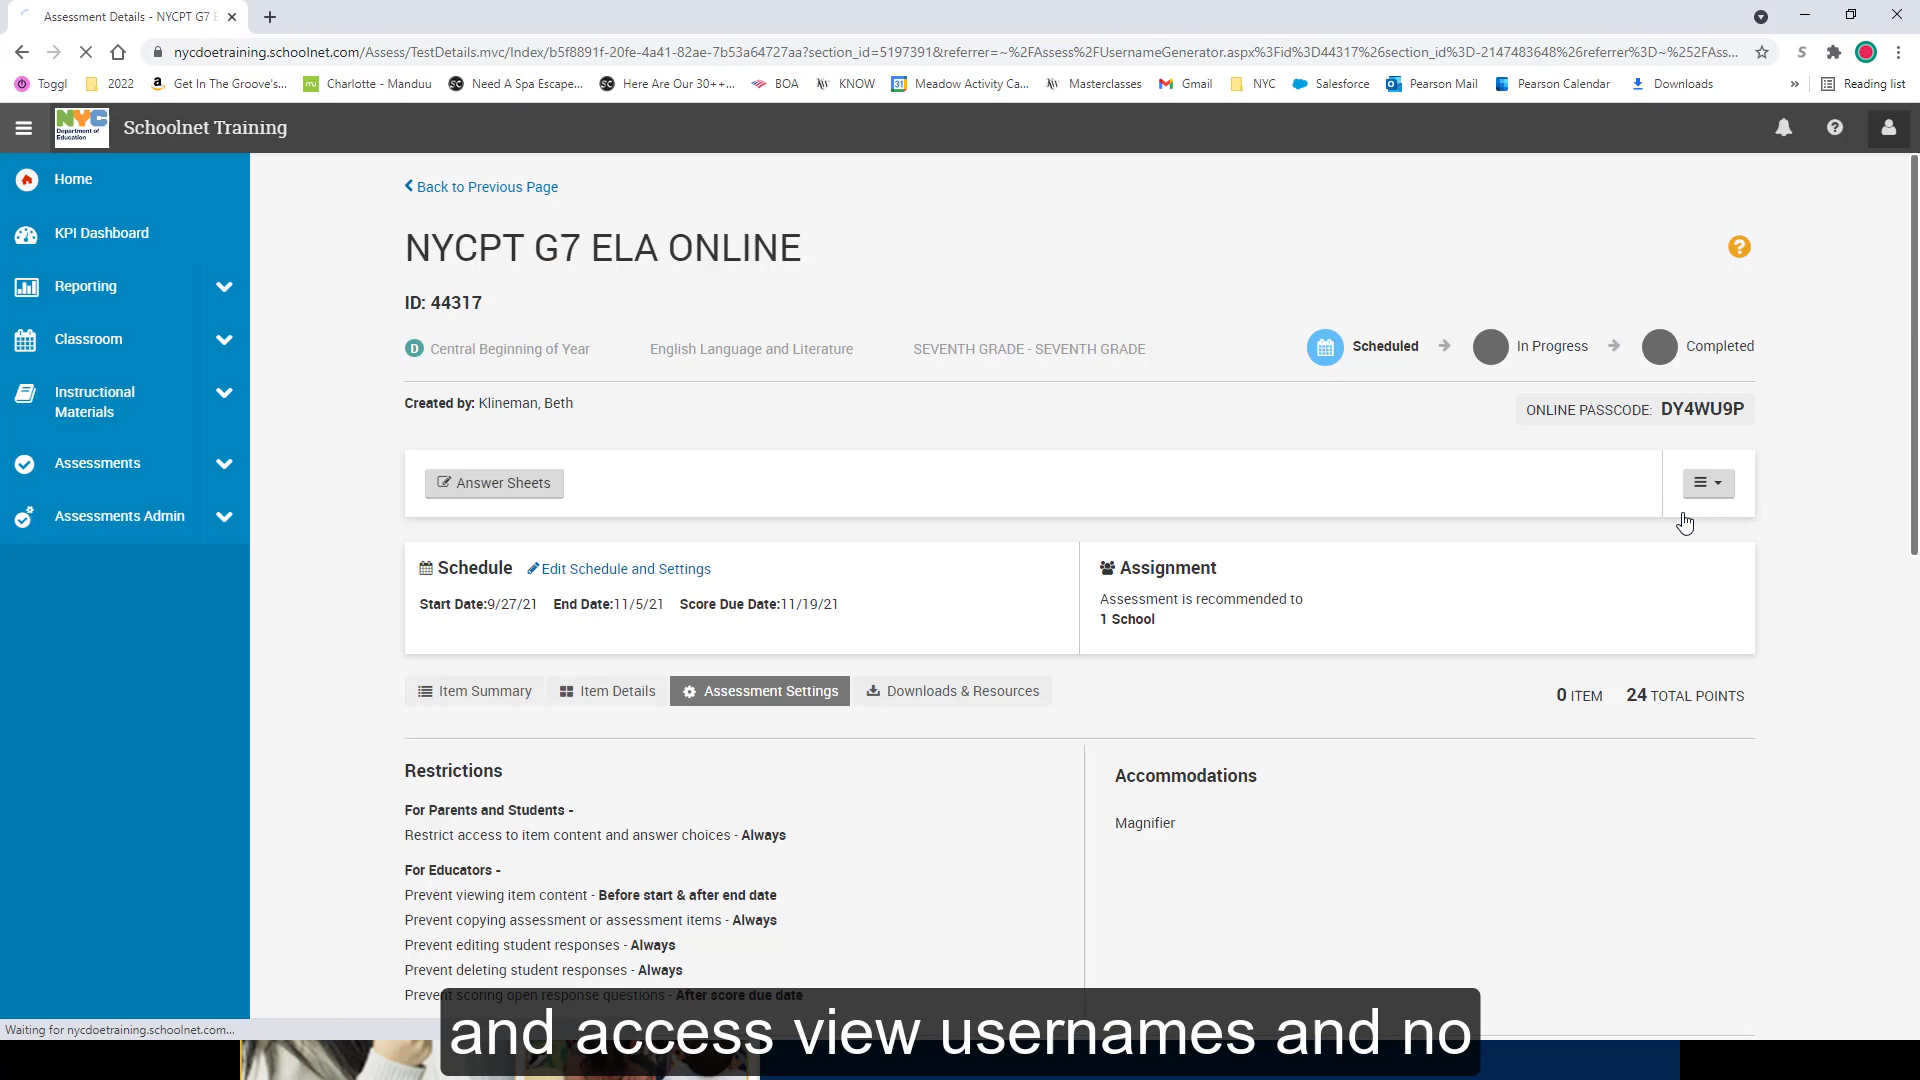 Assessment Details - NYCPT G7 E
nycdoetraining.schoolnet.com/Assess/TestDetails.mvc/Index/b5f8891f-20fe-4a41-82ae-7b53a64727aa?section_id=5197391&referrer=~%2FAssess%2FUsernameGenerator.aspx%3Fid%3D44317%26section_id%3D-2147483648%26referrer%3D~%252FAss...
Toggl 2022 Get In The Groove's... Charlotte - Manduu Need A Spa Escape... Here Are Our 30++... BOA KNOW Meadow Activity Ca... Masterclasses Gmail NYC Salesforce Pearson Mail Pearson Calendar Downloads » Reading list
NYC Department of Education Schoolnet Training
Home
KPI Dashboard
Reporting
Classroom
Instructional
Materials
Assessments
Assessments Admin
Back to Previous Page
NYCPT G7 ELA ONLINE
ID: 44317
D Central Beginning of Year English Language and Literature SEVENTH GRADE - SEVENTH GRADE Scheduled In Progress Completed
Created by: Klineman, Beth
ONLINE PASSCODE: DY4WU9P
Answer Sheets
Schedule Edit Schedule and Settings
Start Date:9/27/21 End Date:11/5/21 Score Due Date:11/19/21
Assignment
Assessment is recommended to
1 School
Item Summary Item Details Assessment Settings Downloads & Resources 0 ITEM 24 TOTAL POINTS
Restrictions
For Parents and Students -
Restrict access to item content and answer choices - Always
For Educators -
Prevent viewing item content - Before start & after end date
Prevent copying assessment or assessment items - Always
Prevent editing student responses - Always
Prevent deleting student responses - Always
Prevent scoring open response questions - After score due date
Accommodations
Magnifier
Waiting for nycdoetraining.schoolnet.com...
and access view usernames and no